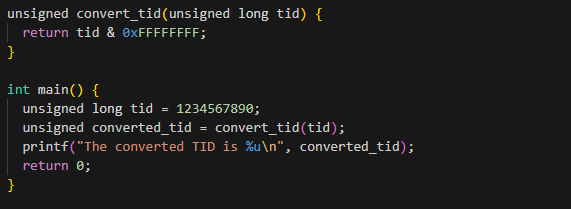 unsigned convert_tid(unsigned long tid) {
  return tid & 0xFFFFFFFF;
}

int main() {
  unsigned long tid = 1234567890;
  unsigned converted_tid = convert_tid(tid);
  printf("The converted TID is %u\n", converted_tid);
  return 0;
}